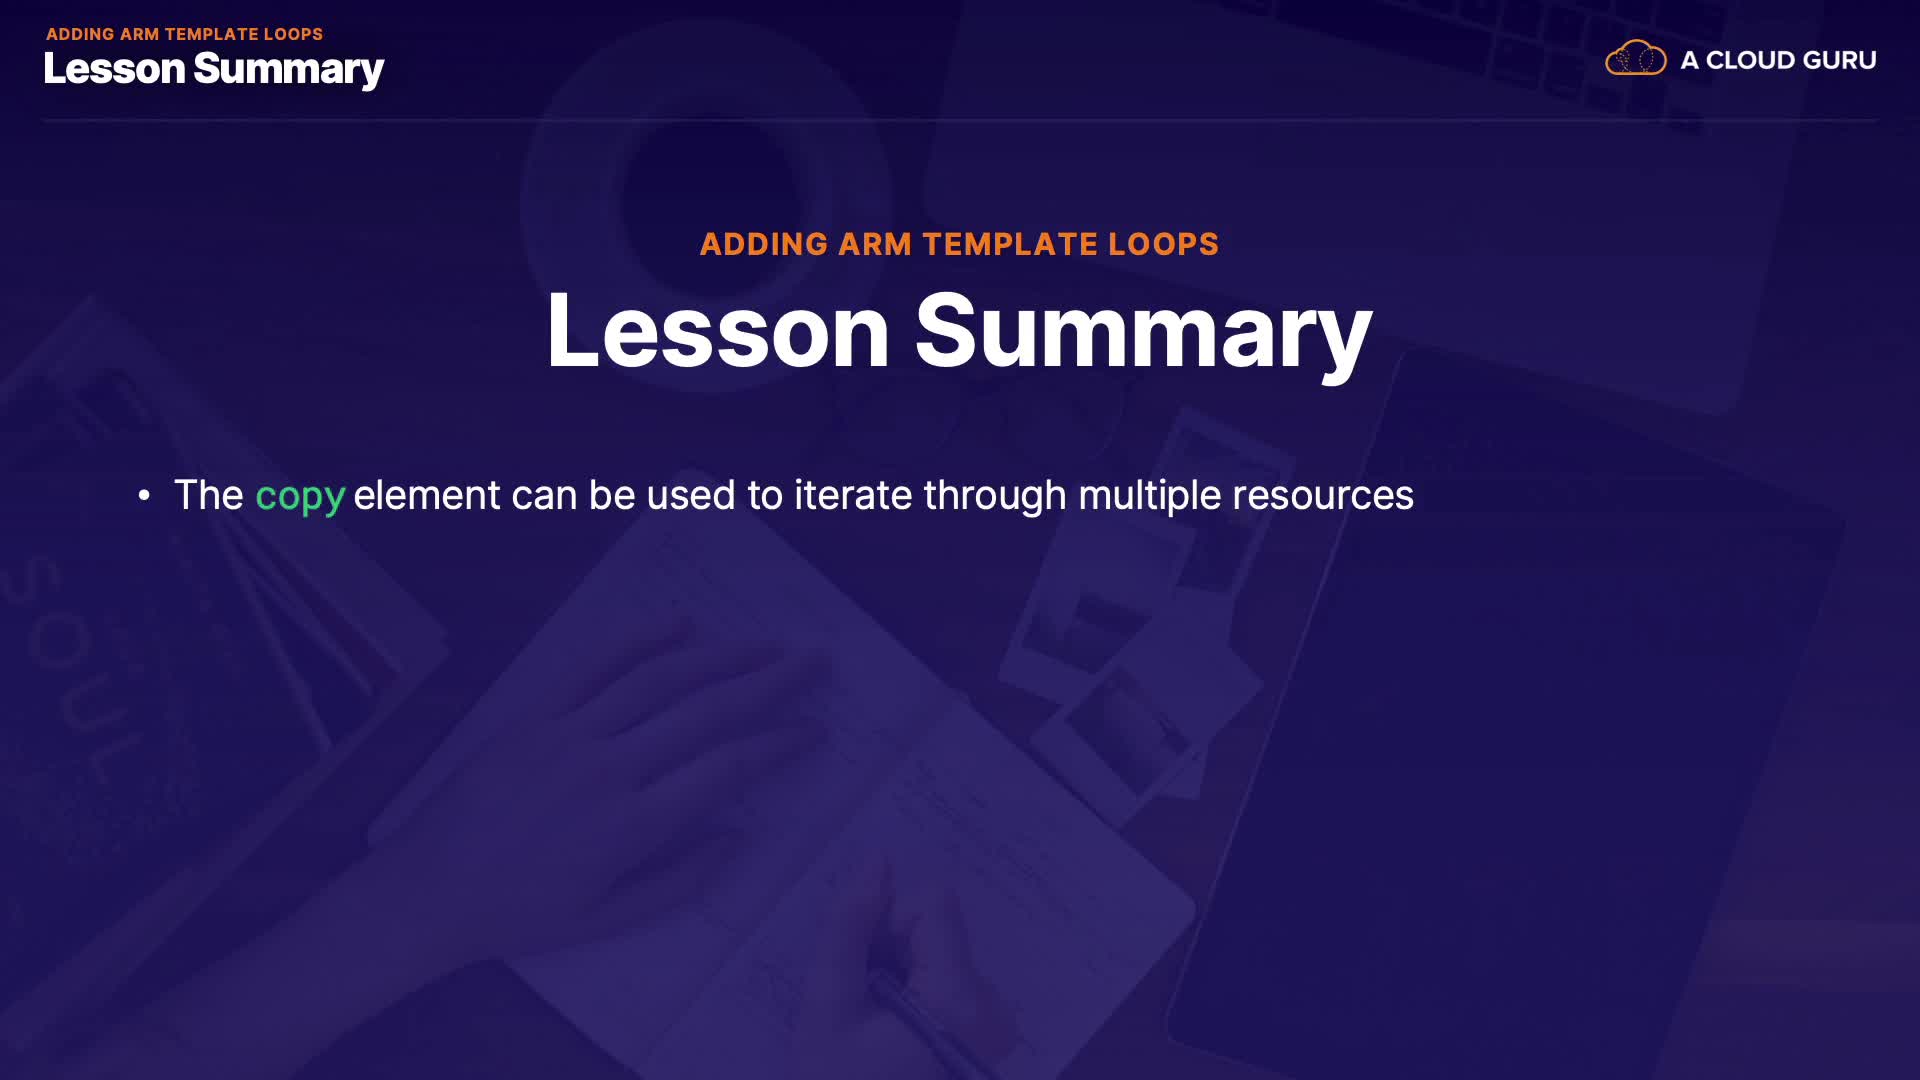 ADDING ARM TEMPLATE LOOPS
Lesson Summary
A CLOUD GURU
ADDING ARM TEMPLATE LOOPS
Lesson Summary
• The copy element can be used to iterate through multiple resources
SOUL